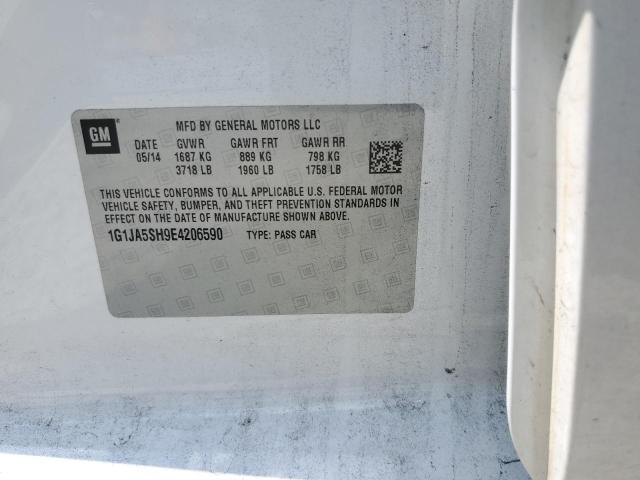 GM
MFD BY GENERAL MOTORS LLC
DATE GVWR GAWR FRT GAWR RR
05/14 1687 KG 889 KG 798 KG
3718 LB 1960 LB 1758 LB
THIS VEHICLE CONFORMS TO ALL APPLICABLE U.S. FEDERAL MOTOR
VEHICLE SAFETY, BUMPER, AND THEFT PREVENTION STANDARDS IN
EFFECT ON THE DATE OF MANUFACTURE SHOWN ABOVE.
1G1JA5SH9E4206590 TYPE: PASS CAR